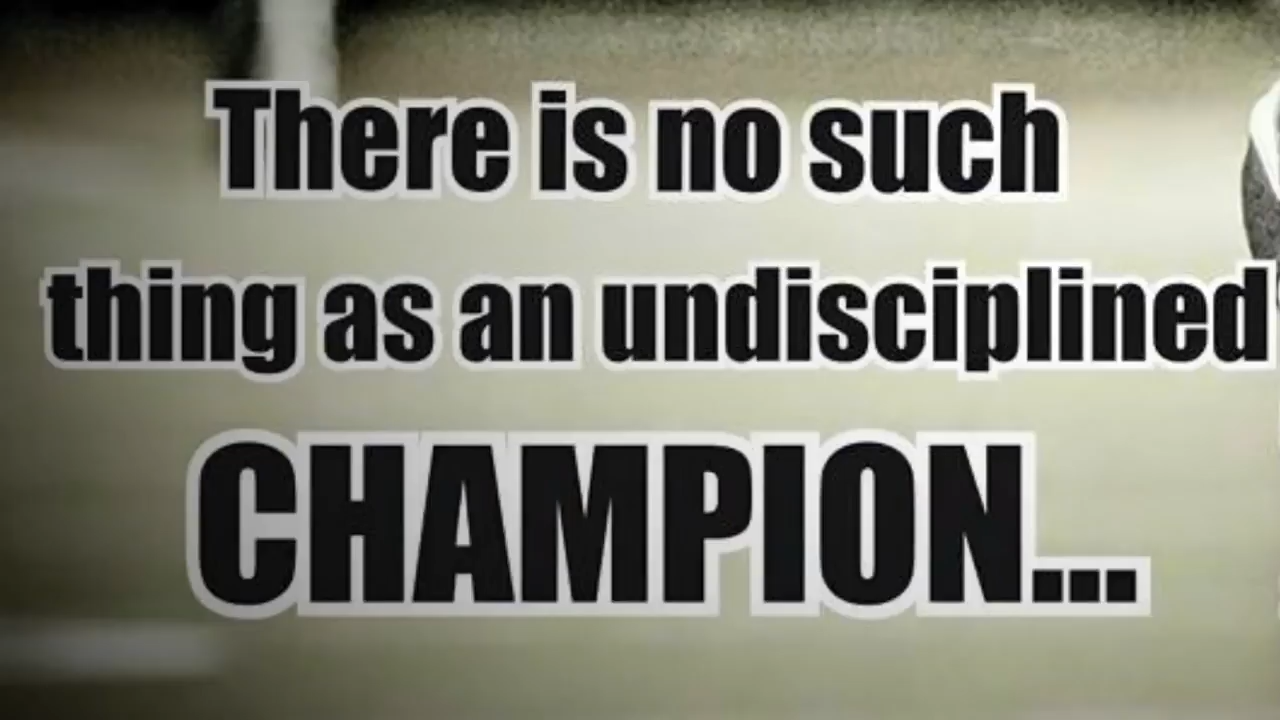 There is no such
thing as an undisciplined
CHAMPION...